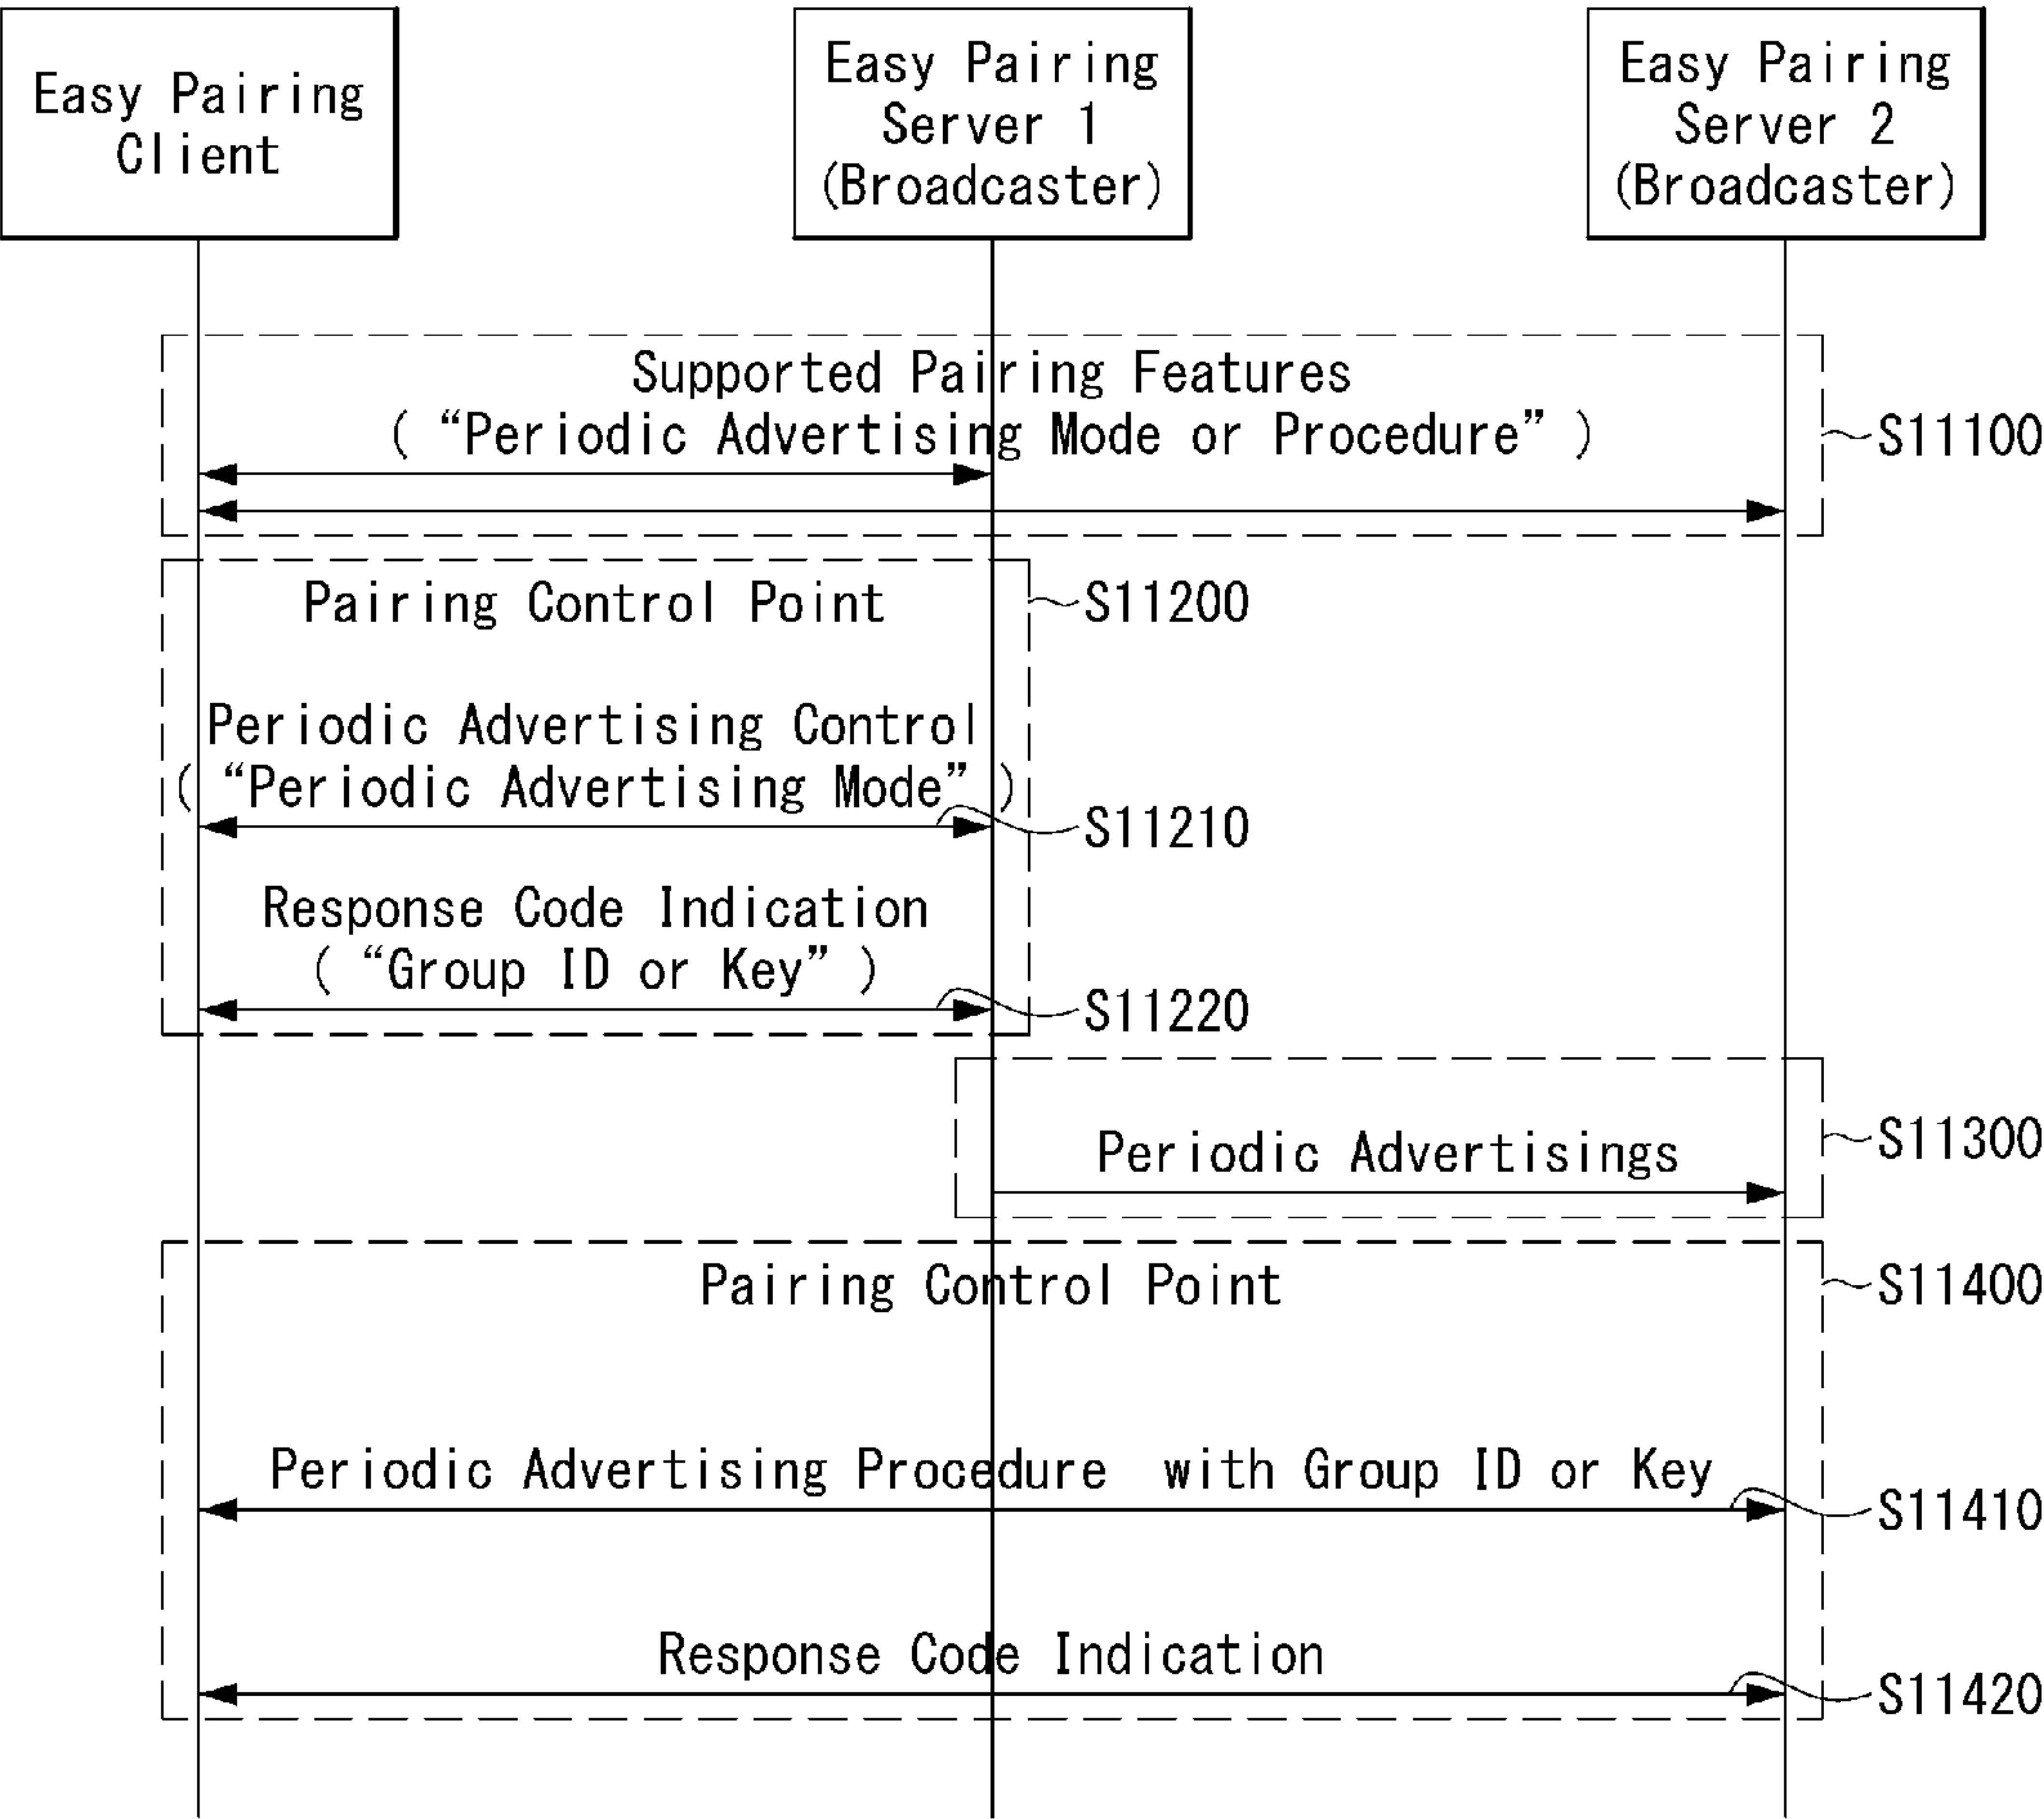 Easy Pairing
Client
Easy Pairing
Server 1
(Broadcaster)
Easy Pairing
Server 2
(Broadcaster)
Supported Pairing Features
( “Periodic Advertising Mode or Procedure” )
S11100
Pairing Control Point
S11200
Periodic Advertising Control
( “Periodic Advertising Mode” )
S11210
Response Code Indication
( “Group ID or Key” )
S11220
Periodic Advertisings
S11300
Pairing Control Point
S11400
Periodic Advertising Procedure with Group ID or Key
S11410
Response Code Indication
S11420